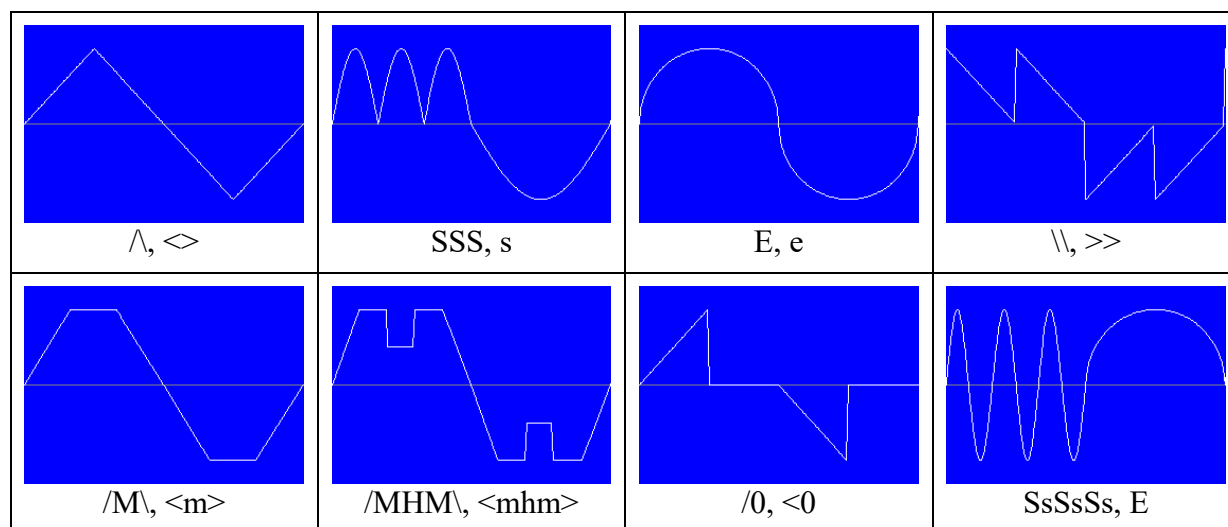 /\, <>
SSS, s
E, e
\\, >>
/M\, <m>
/MHM\, <mhm>
/0, <0
SsSsSs, E